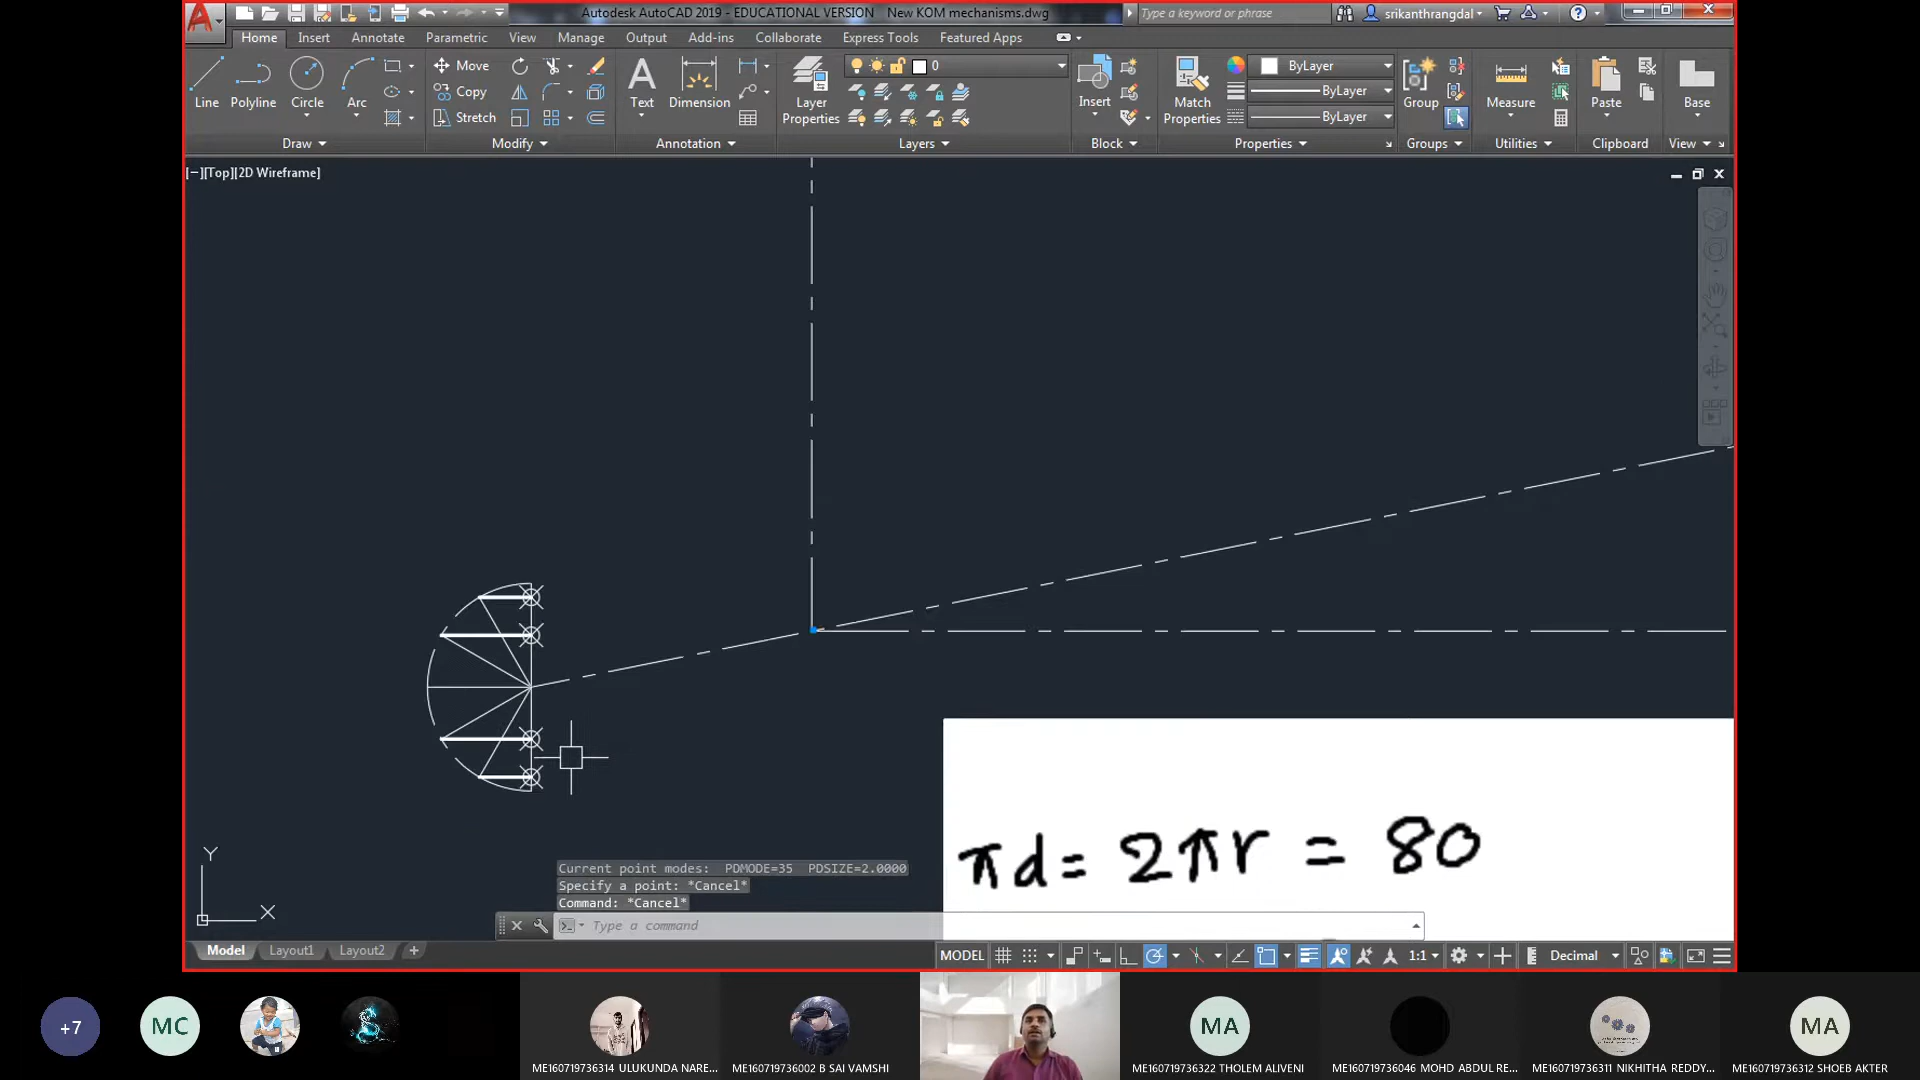 Autodesk AutoCAD 2019 - EDUCATIONAL VERSION New KOM mechanisms.dwg
Type a keyword or phrase
srikanthrangdal
Home Insert Annotate Parametric View Manage Output Add-ins Collaborate Express Tools Featured Apps
Line Polyline Circle Arc
Move
Copy
Stretch
Text Dimension
Layer Properties
0
Insert
Match Properties
ByLayer
ByLayer
ByLayer
Group
Measure
Paste
Base
Draw Modify Annotation Layers Block Properties Groups Utilities Clipboard View
[−][Top][2D Wireframe]
πd= 2πr = 80
Y
X
Current point modes: PDMODE=35 PDSIZE=2.0000
Specify a point: *Cancel*
Command: *Cancel*
Type a command
Model Layout1 Layout2 +
MODEL 1:1 Decimal
+7
MC
MA
MA
ME160719736314 ULUKUNDA NARE...
ME160719736002 B SAI VAMSHI
ME160719736322 THOLEM ALIVENI
ME160719736046 MOHD ABDUL RE...
ME160719736311 NIKHITHA REDDY...
ME160719736312 SHOEB AKTER